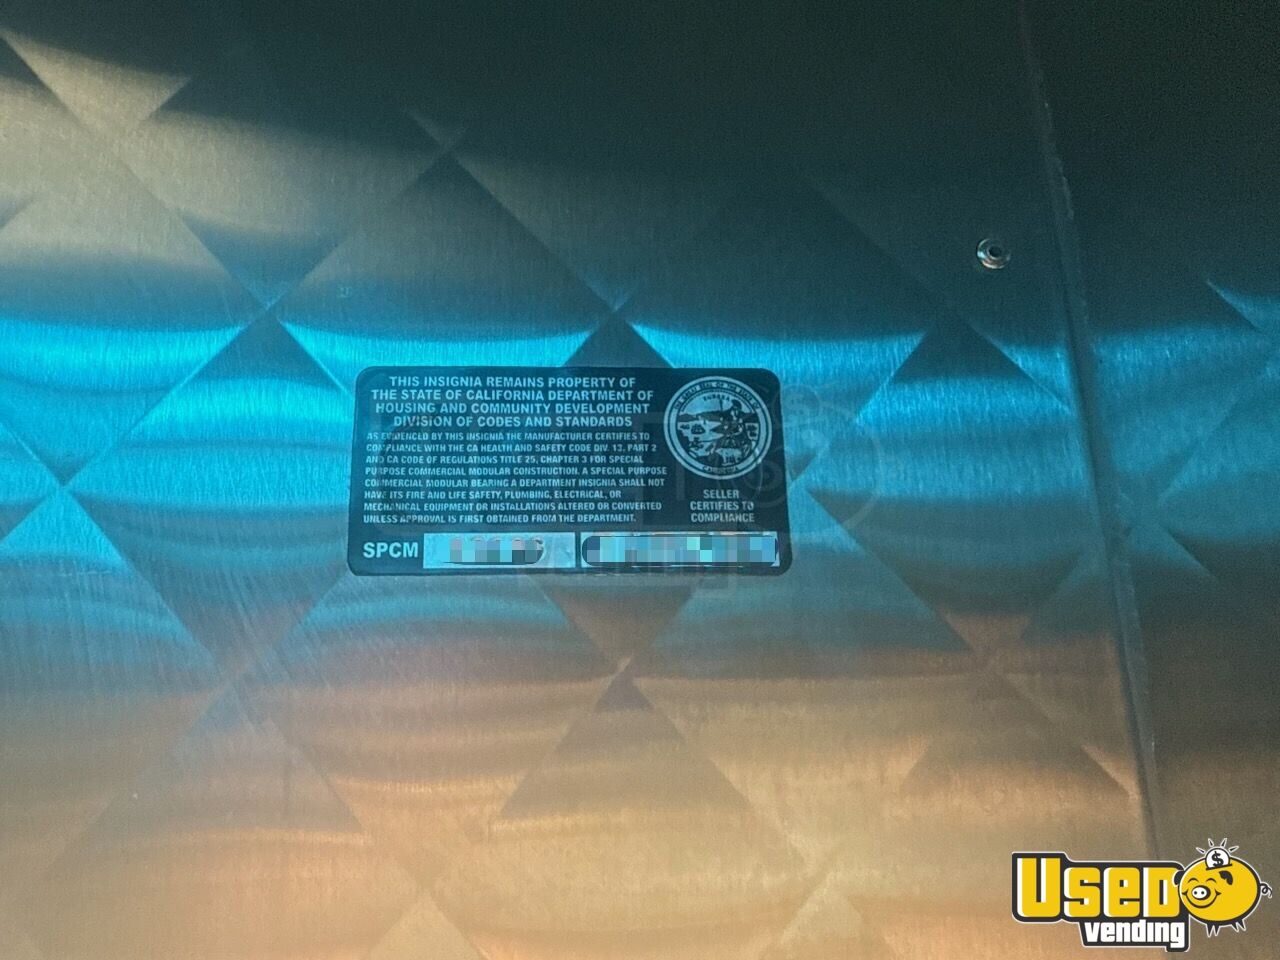 THIS INSIGNIA REMAINS PROPERTY OF
THE STATE OF CALIFORNIA DEPARTMENT OF
HOUSING AND COMMUNITY DEVELOPMENT
DIVISION OF CODES AND STANDARDS
AS EVIDENCED BY THIS INSIGNIA THE MANUFACTURER CERTIFIES TO
COMPLIANCE WITH THE CA HEALTH AND SAFETY CODE DIV. 13, PART 2
AND CA CODE OF REGULATIONS TITLE 25, CHAPTER 3 FOR SPECIAL
PURPOSE COMMERCIAL MODULAR CONSTRUCTION. A SPECIAL PURPOSE
COMMERCIAL MODULAR BEARING A DEPARTMENT INSIGNIA SHALL NOT
HAVE ITS FIRE AND LIFE SAFETY, PLUMBING, ELECTRICAL, OR
MECHANICAL EQUIPMENT OR INSTALLATIONS ALTERED OR CONVERTED
UNLESS APPROVAL IS FIRST OBTAINED FROM THE DEPARTMENT.
SEAL OF THE
EUREKA
CALIFORNIA
SELLER
CERTIFIES TO
COMPLIANCE
SPCM
USED
vending